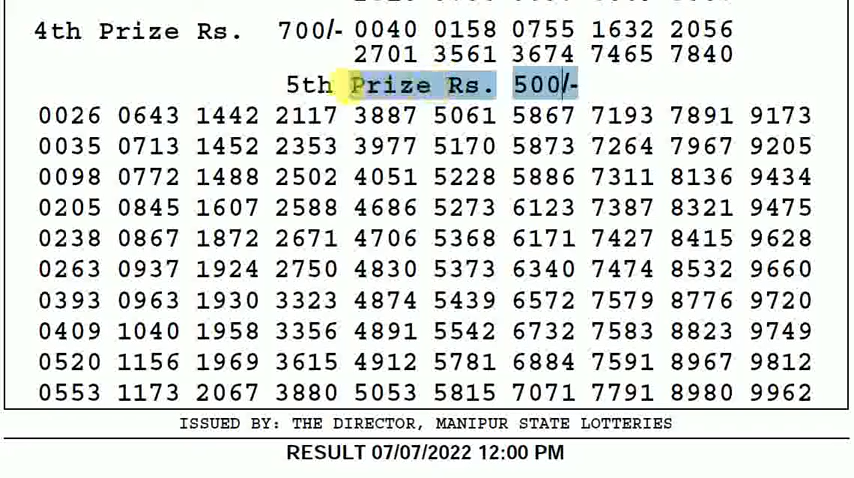 4th Prize Rs. 700/- 0040 0158 0755 1632 2056
2701 3561 3674 7465 7840
5th Prize Rs. 500/-
0026 0643 1442 2117 3887 5061 5867 7193 7891 9173
0035 0713 1452 2353 3977 5170 5873 7264 7967 9205
0098 0772 1488 2502 4051 5228 5886 7311 8136 9434
0205 0845 1607 2588 4686 5273 6123 7387 8321 9475
0238 0867 1872 2671 4706 5368 6171 7427 8415 9628
0263 0937 1924 2750 4830 5373 6340 7474 8532 9660
0393 0963 1930 3323 4874 5439 6572 7579 8776 9720
0409 1040 1958 3356 4891 5542 6732 7583 8823 9749
0520 1156 1969 3615 4912 5781 6884 7591 8967 9812
0553 1173 2067 3880 5053 5815 7071 7791 8980 9962
ISSUED BY: THE DIRECTOR, MANIPUR STATE LOTTERIES
RESULT 07/07/2022 12:00 PM